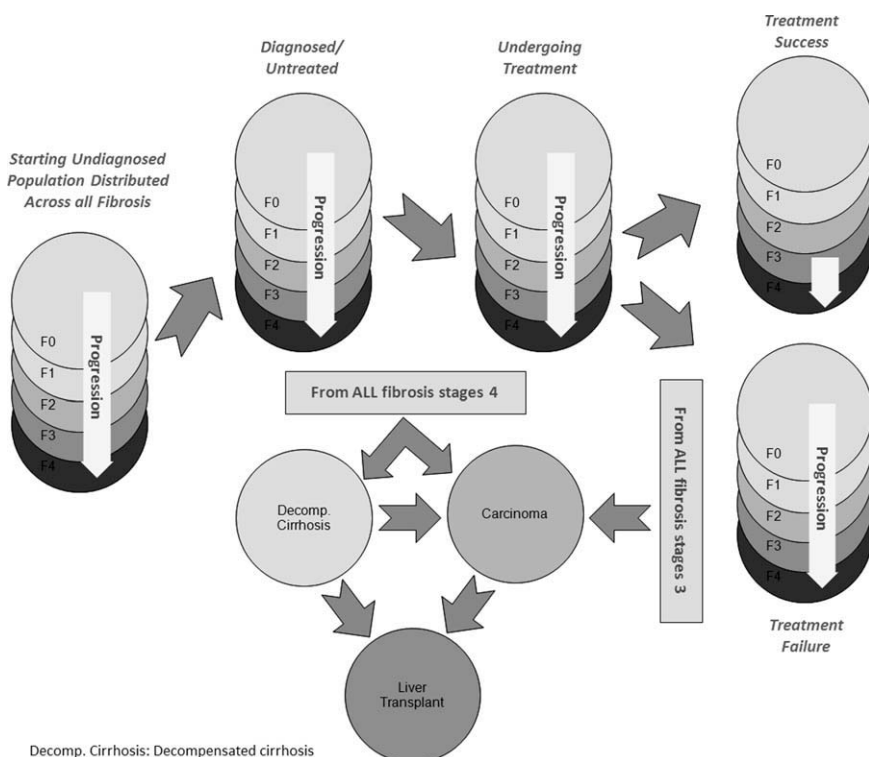 Starting Undiagnosed
Population Distributed
Across all Fibrosis
F0
F1
F2
F3
F4
Progression
Diagnosed/
Untreated
F0
F1
F2
F3
F4
Progression
Undergoing
Treatment
F0
F1
F2
F3
F4
Progression
Treatment
Success
F0
F1
F2
F3
F4
Treatment
Failure
F0
F1
F2
F3
F4
Progression
From ALL fibrosis stages 4
From ALL fibrosis stages 3
Decomp.
Cirrhosis
Carcinoma
Liver
Transplant
Decomp. Cirrhosis: Decompensated cirrhosis